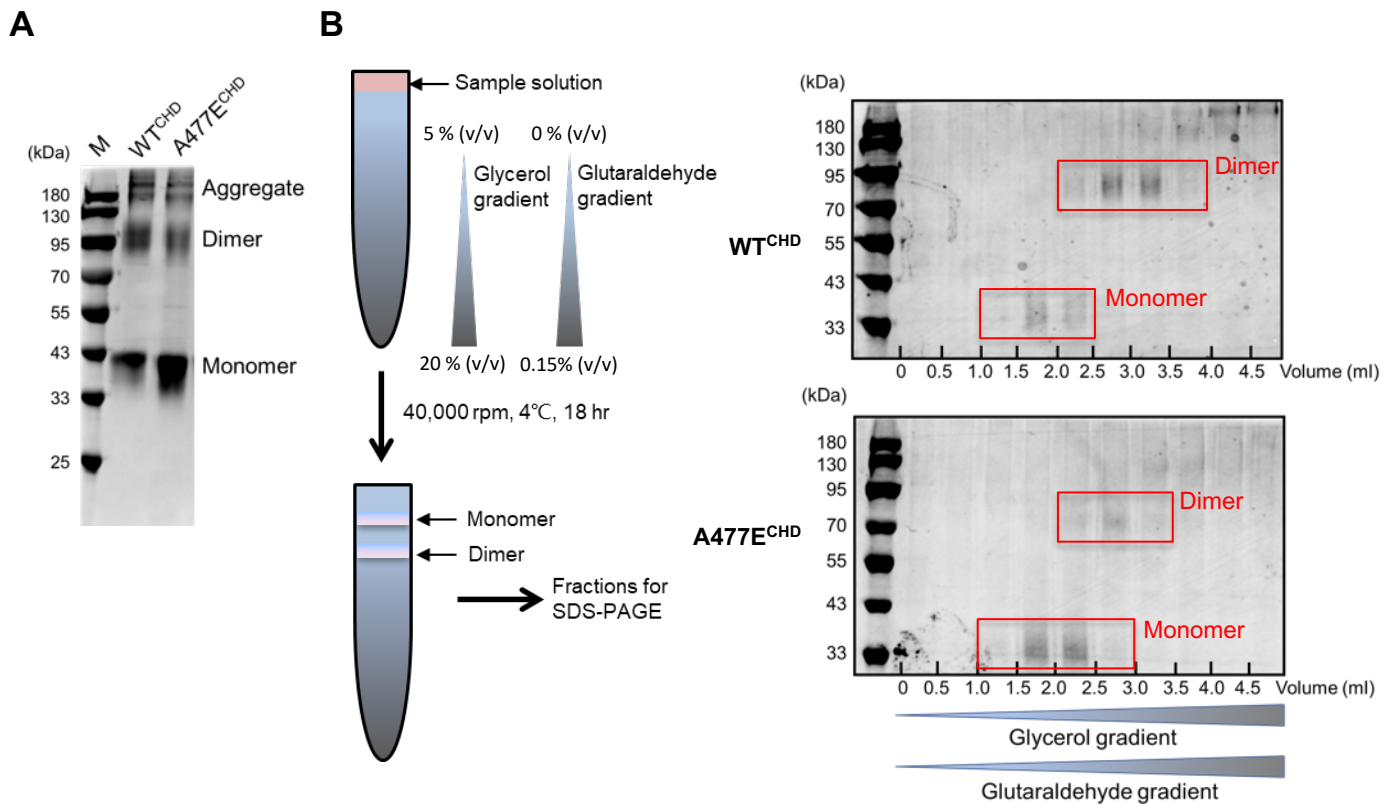 A
(kDa)
M
WTCHD
A477ECHD
180
130
95
70
55
43
33
25
Aggregate
Dimer
Monomer
B
Sample solution
5 % (v/v)
0 % (v/v)
Glycerol
gradient
Glutaraldehyde
gradient
20 % (v/v)
0.15% (v/v)
40,000 rpm, 4℃, 18 hr
Monomer
Dimer
Fractions for
SDS-PAGE
(kDa)
180
130
95
70
55
43
33
WTCHD
Dimer
Monomer
0 0.5 1.0 1.5 2.0 2.5 3.0 3.5 4.0 4.5 Volume (ml)
(kDa)
180
130
95
70
55
43
33
A477ECHD
Dimer
Monomer
0 0.5 1.0 1.5 2.0 2.5 3.0 3.5 4.0 4.5 Volume (ml)
Glycerol gradient
Glutaraldehyde gradient